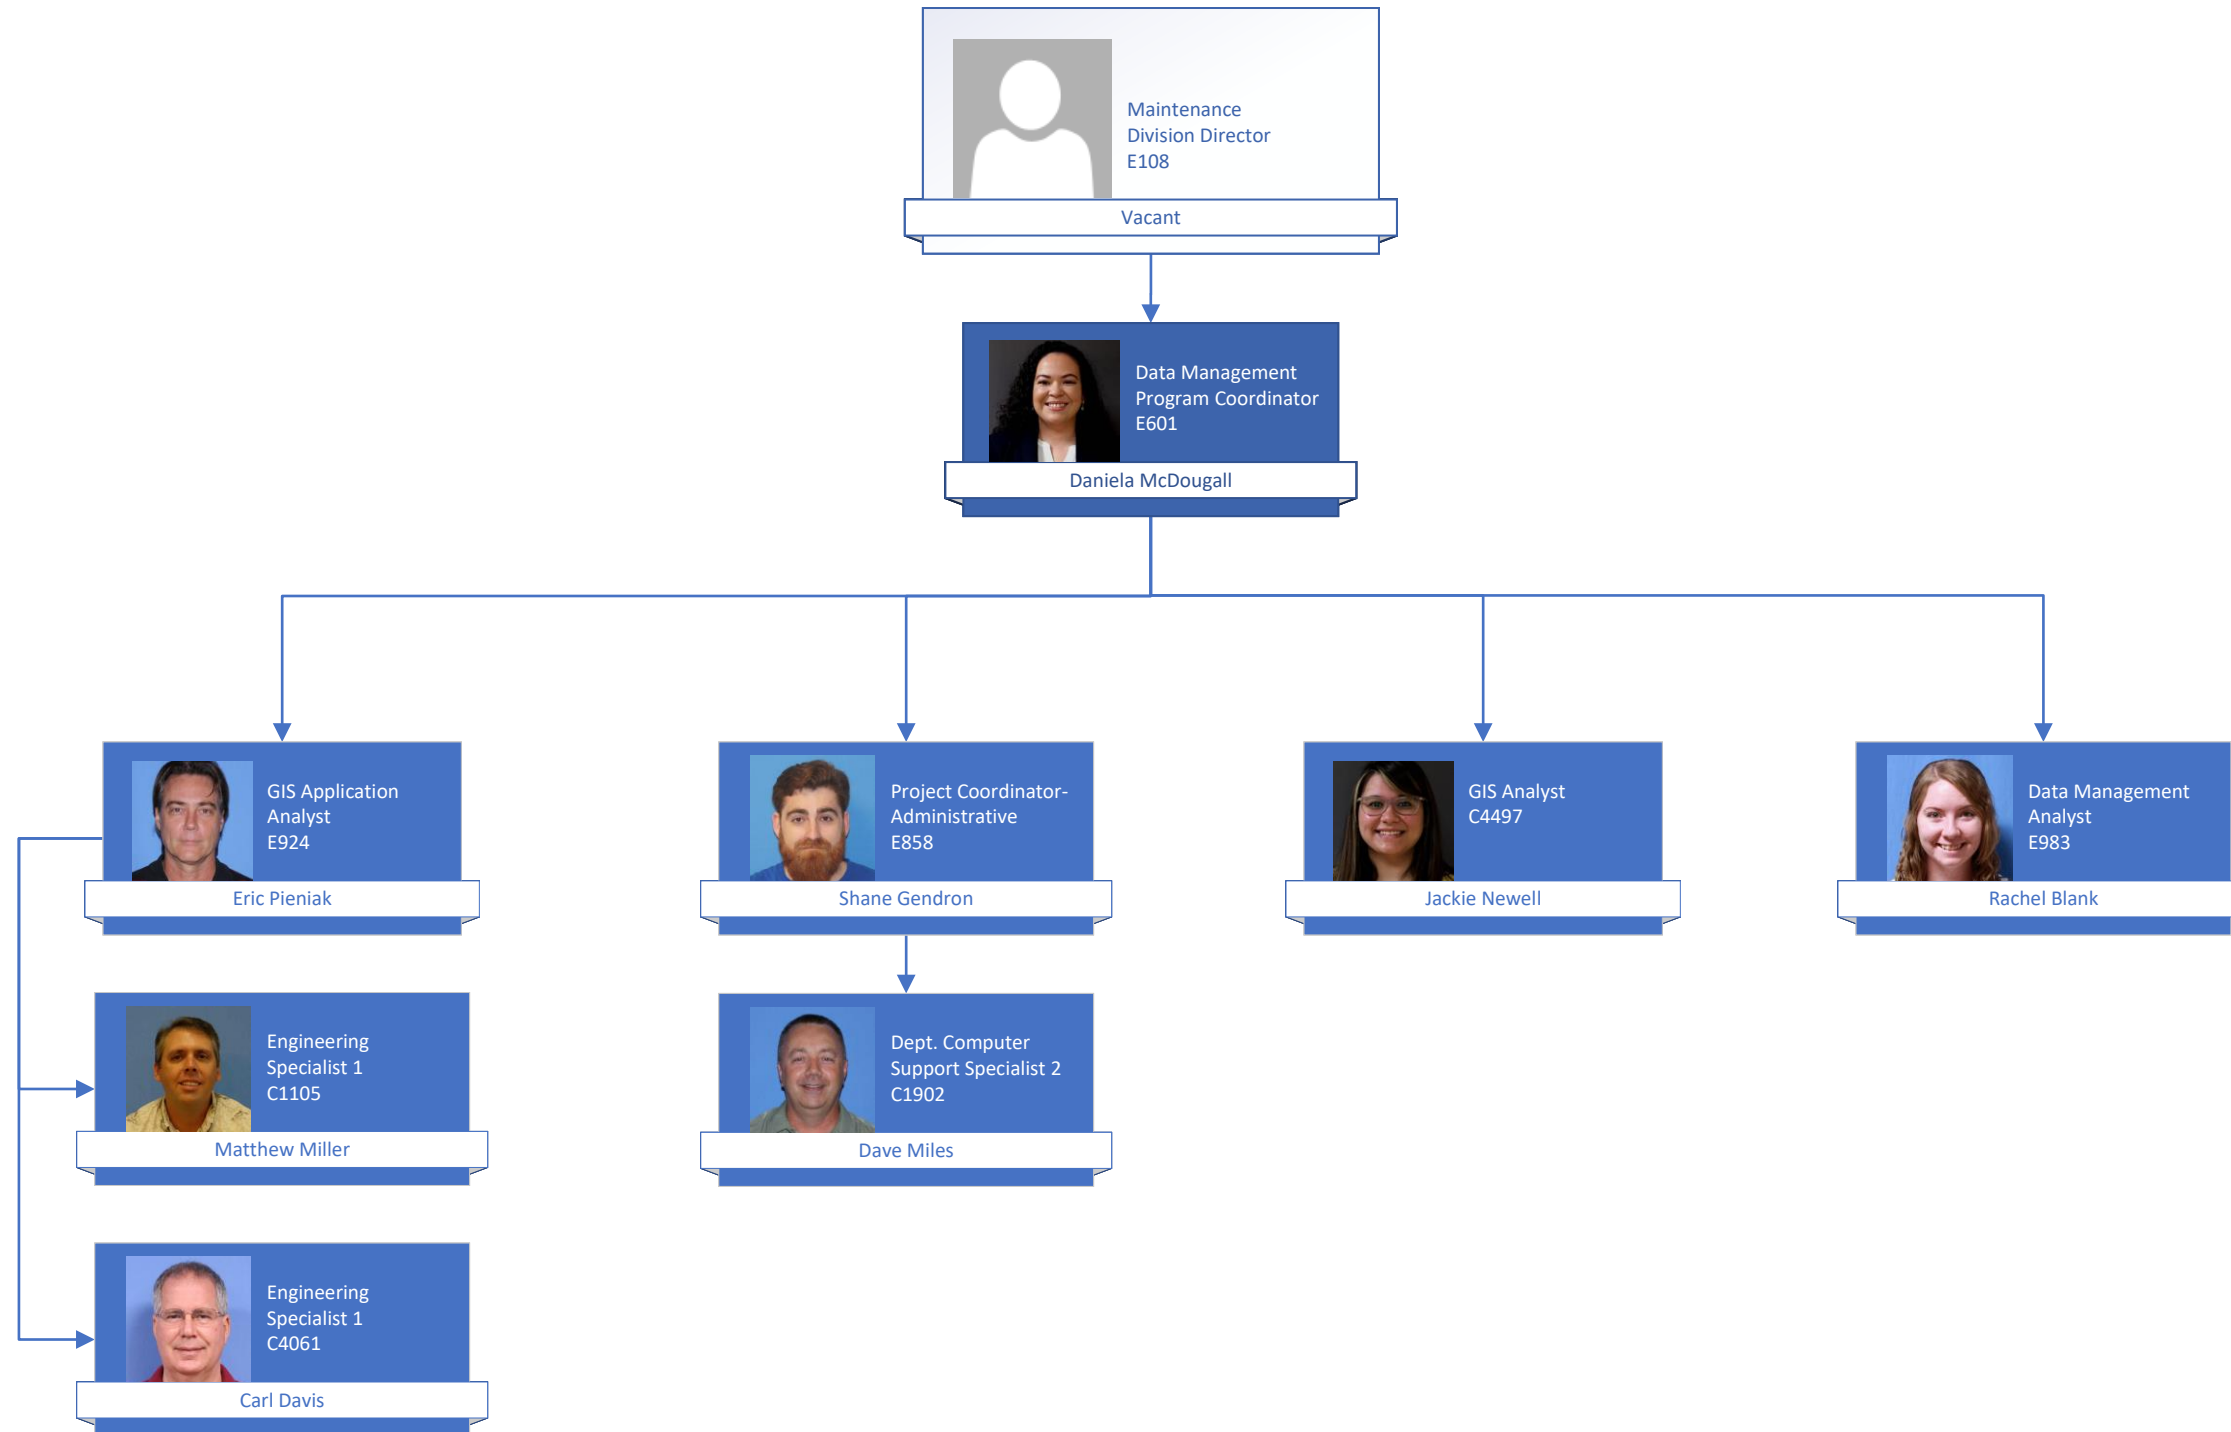 Maintenance
Division Director
E108
Vacant
Data Management
Program Coordinator
E601
Daniela McDougall
GIS Application
Analyst
E924
Eric Pieniak
Project Coordinator-
Administrative
E858
Shane Gendron
GIS Analyst
C4497
Jackie Newell
Data Management
Analyst
E983
Rachel Blank
Engineering
Specialist 1
C1105
Matthew Miller
Dept. Computer
Support Specialist 2
C1902
Dave Miles
Engineering
Specialist 1
C4061
Carl Davis